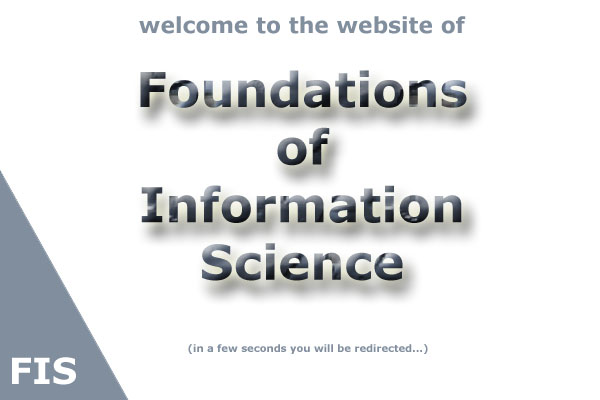 welcome to the website of
Foundations
of
Information
Science
(in a few seconds you will be redirected...)
FIS